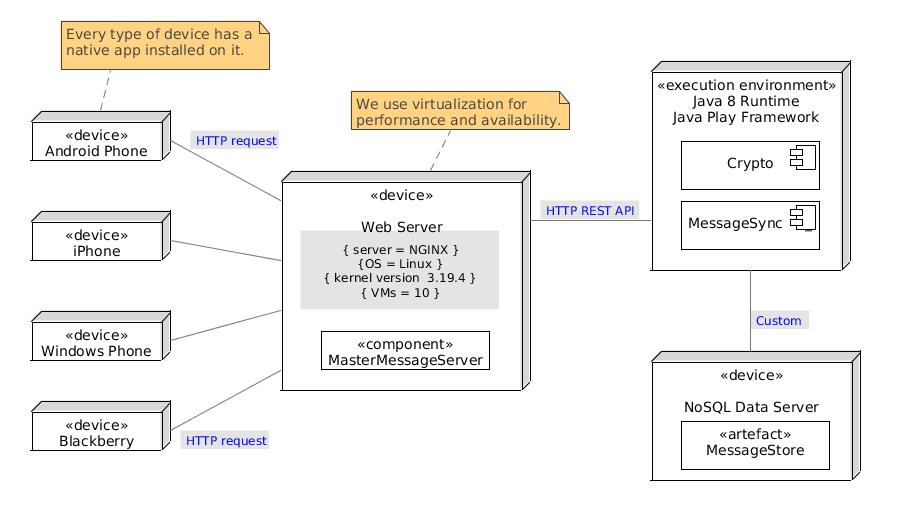 Every type of device has a
native app installed on it.
We use virtualization for
performance and availability.
«device»
Android Phone
HTTP request
«device»
iPhone
«device»
Windows Phone
«device»
Blackberry
HTTP request
«device»
Web Server
{ server = NGINX }
{OS = Linux }
{ kernel version  3.19.4 }
{ VMs = 10 }
«component»
MasterMessageServer
HTTP REST API
«execution environment»
Java 8 Runtime
Java Play Framework
Crypto
MessageSync
Custom
«device»
NoSQL Data Server
«artefact»
MessageStore